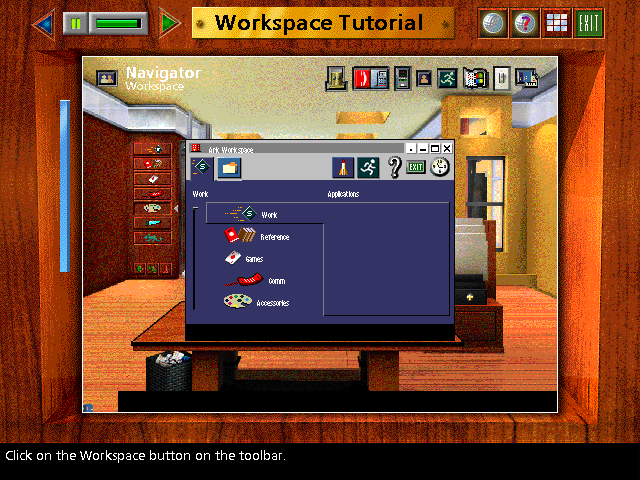 Workspace Tutorial
EXIT
Navigator
Workspace
Ark Workspace
EXIT
Work
Applications
Work
Reference
Games
Comm
Accessories
Click on the Workspace button on the toolbar.